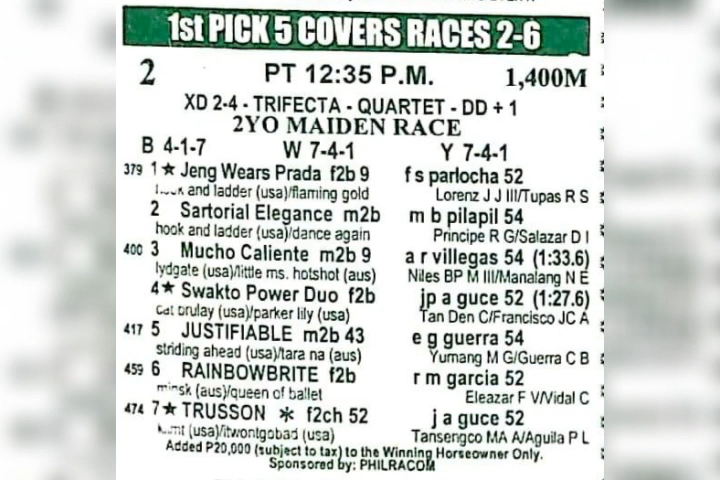 1st PICK 5 COVERS RACES 2-6
2 PT 12:35 P.M. 1,400M
XD 2-4 - TRIFECTA - QUARTET - DD + 1
2YO MAIDEN RACE
B 4-1-7 W 7-4-1 Y 7-4-1
379 1★ Jeng Wears Prada f2b 9 f s parlocha 52
and ladder (usa)/flaming gold Lorenz J J III/Tupas R S
2 Sartorial Elegance m2b m b pilapil 54
hook and ladder (usa)/dance again Principe R G/Salazar D I
400 3 Mucho Caliente m2b 9 a r villegas 54 (1:33.6)
lydgate (usa)/little ms. hotshot (aus) Niles BP M III/Manalang N E
4★ Swakto Power Duo f2b jp a guce 52 (1:27.6)
(usa)/parker lily (usa) Tan Den C/Francisco JC A
417 5 JUSTIFIABLE m2b 43 e g guerra 54
striding ahead (usa)/tara na (aus) Yumang M G/Guerra C B
459 6 RAINBOWBRITE f2b r m garcia 52
(aus)/queen of ballet Eleazar F V/Vidal C
474 7★ TRUSSON * f2ch 52 j a guce 52
(usa)/itwontgobad (usa) Tansengco MA A/Aguila P L
Added P20,000 (subject to tax) to the Winning Horseowner Only.
Sponsored by: PHILRACOM